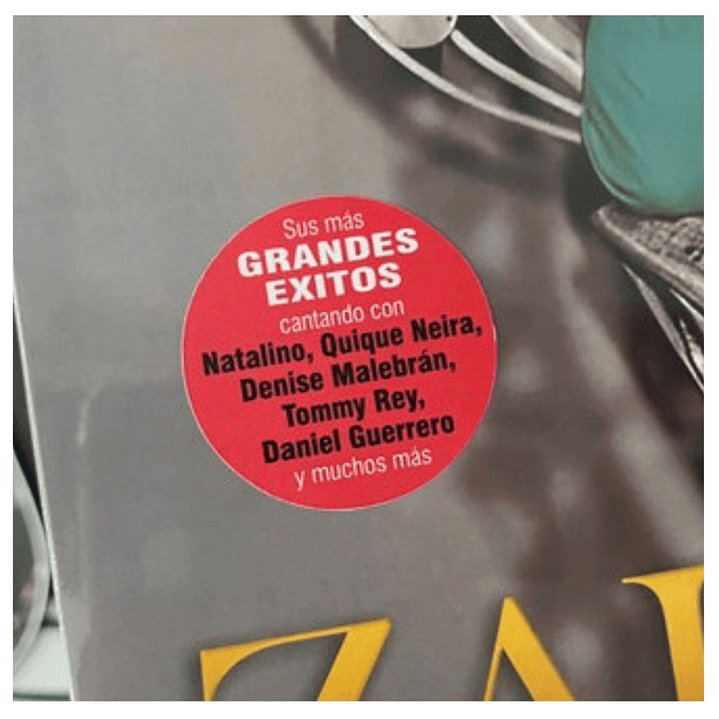 Sus más
GRANDES
EXITOS
cantando con
Natalino, Quique Neira,
Denise Malebrán,
Tommy Rey,
Daniel Guerrero
y muchos más